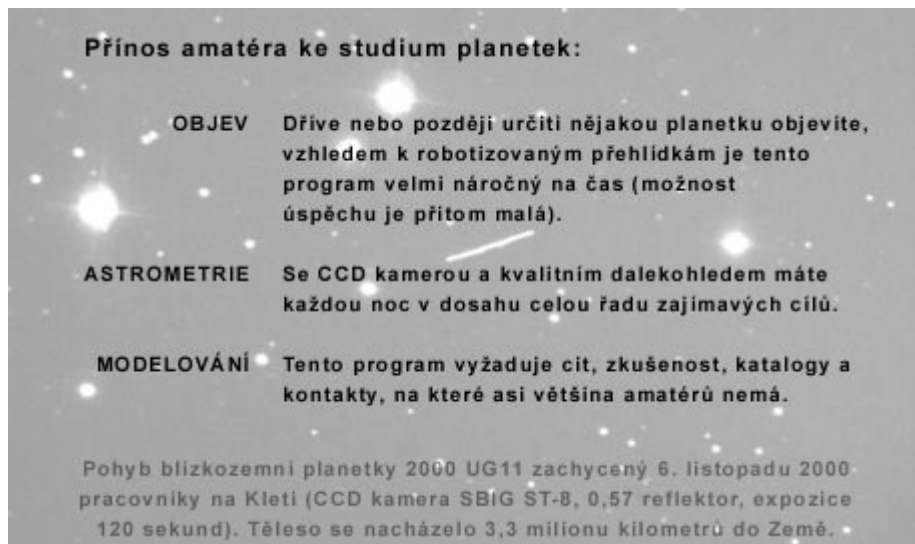 Přínos amatéra ke studium planetek:
OBJEV Dříve nebo později určiti nějakou planetku objevíte,
vzhledem k robotizovaným přehlídkám je tento
program velmi náročný na čas (možnost
úspěchu je přitom malá).
ASTROMETRIE Se CCD kamerou a kvalitním dalekohledem máte
každou noc v dosahu celou řadu zajímavých cílů.
MODELOVÁNÍ Tento program vyžaduje cit, zkušenost, katalogy a
kontakty, na které asi většina amatérů nemá.
Pohyb blízkozemní planetky 2000 UG11 zachycený 6. listopadu 2000
pracovníky na Kleti (CCD kamera SBIG ST-8, 0,57 reflektor, expozice
120 sekund). Těleso se nacházelo 3,3 milionu kilometrů do Země.